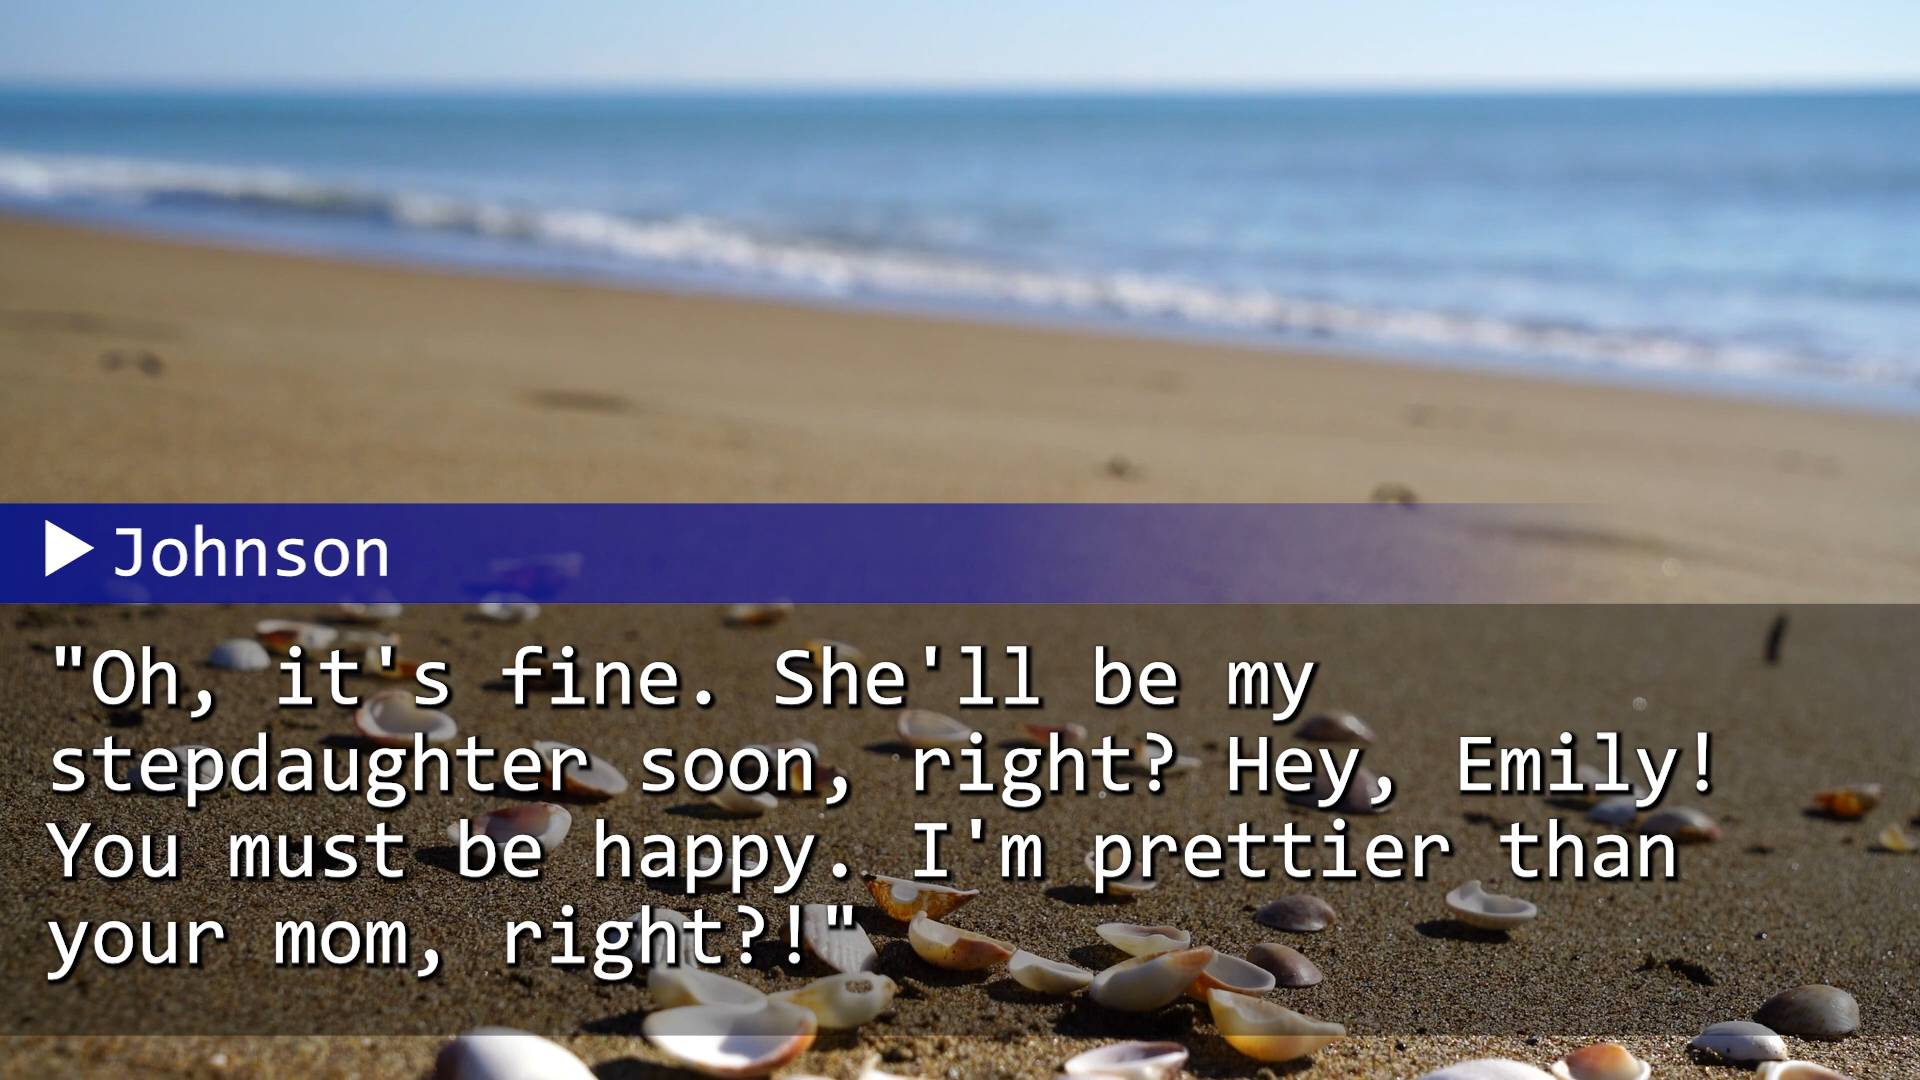 Johnson
"Oh, it's fine. She'll be my
stepdaughter soon, right? Hey, Emily!
You must be happy. I'm prettier than
your mom, right?!"